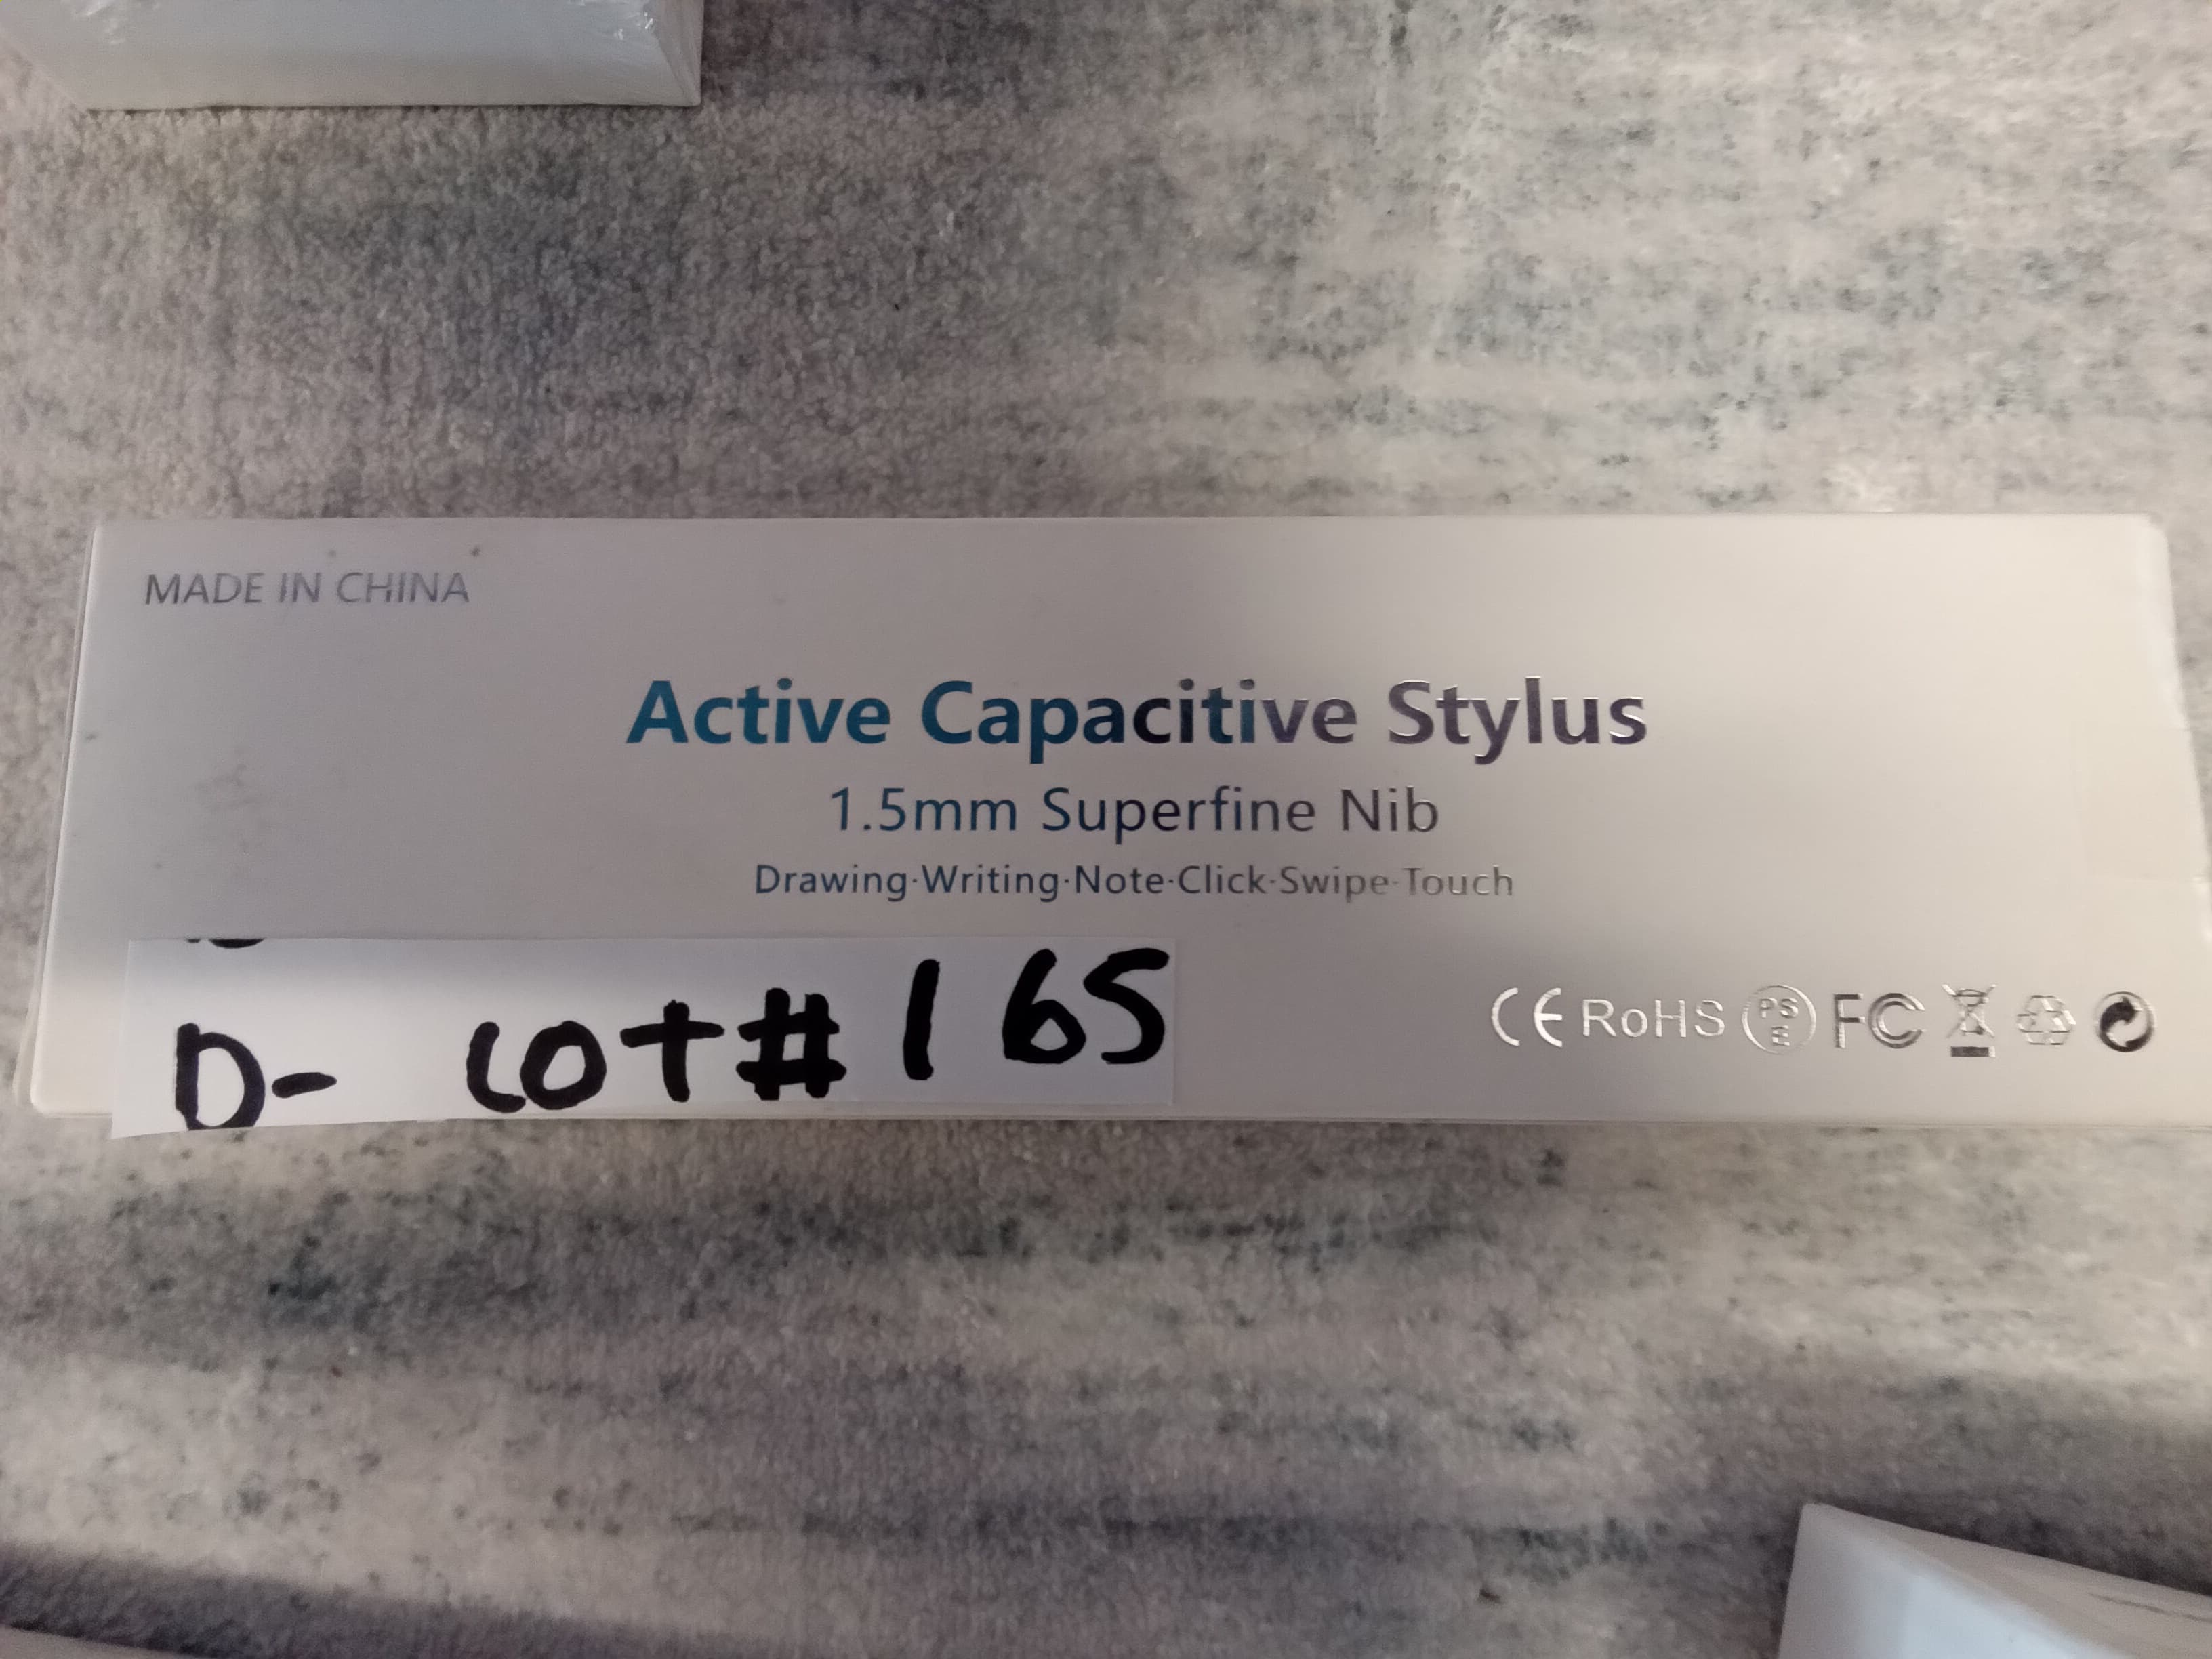 MADE IN CHINA
Active Capacitive Stylus
1.5mm Superfine Nib
Drawing·Writing·Note·Click·Swipe·Touch
D- LOT# 165
CE RoHS PS E FC